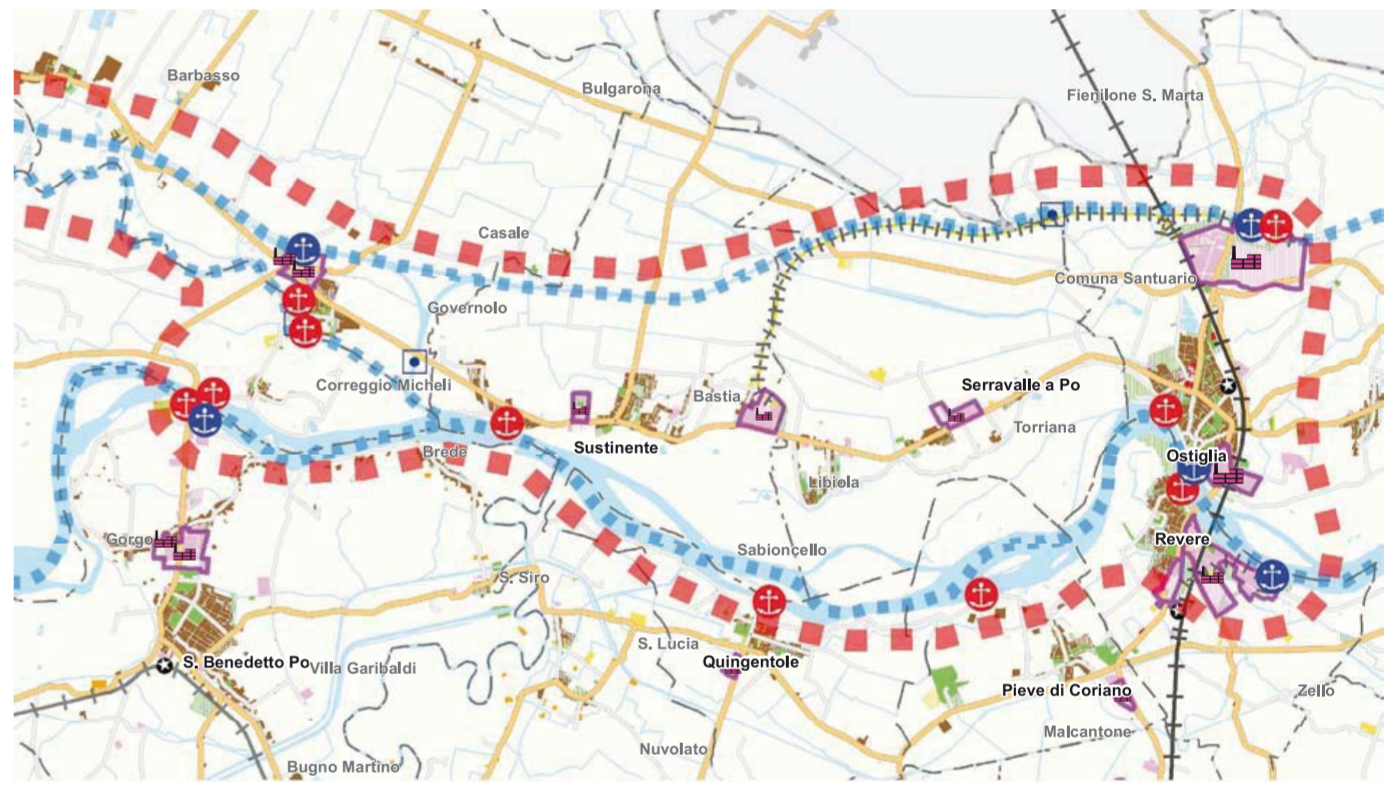 Barbasso
Bulgarona
Fienilone S. Marta
Casale
Comuna Santuario
Governolo
Correggio Micheli
Serravalle a Po
Bastia
Torriana
Sustinente
Brede
Ostiglia
Libiola
Gorgo
Revere
Sabioncello
S. Siro
S. Lucia
S. Benedetto Po
Villa Garibaldi
Quingentole
Pieve di Coriano
Zello
Malcantone
Nuvolato
Bugno Martino